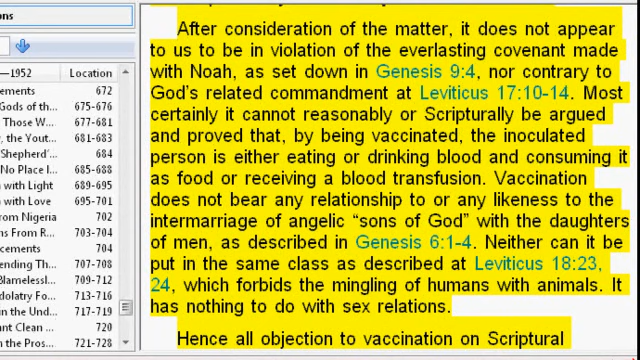 ons
—1952 Location
ements 672
Gods of th... 675-676
Those W... 677-681
, the Yout... 681-683
Shepherd' 684
No Place I... 685-688
with Light 689-695
with Love 695-701
from Nigeria 702
ns From R... 703-704
ncements 704
ending Th... 707-708
Blamelessl... 709-712
dolatry Fo... 713-716
in the Und... 717-719
nt Clean ... 720
n the Pros... 721-728
After consideration of the matter, it does not appear
to us to be in violation of the everlasting covenant made
with Noah, as set down in Genesis 9:4, nor contrary to
God's related commandment at Leviticus 17:10-14. Most
certainly it cannot reasonably or Scripturally be argued
and proved that, by being vaccinated, the inoculated
person is either eating or drinking blood and consuming it
as food or receiving a blood transfusion. Vaccination
does not bear any relationship to or any likeness to the
intermarriage of angelic “sons of God” with the daughters
of men, as described in Genesis 6:1-4. Neither can it be
put in the same class as described at Leviticus 18:23,
24, which forbids the mingling of humans with animals. It
has nothing to do with sex relations.
Hence all objection to vaccination on Scriptural